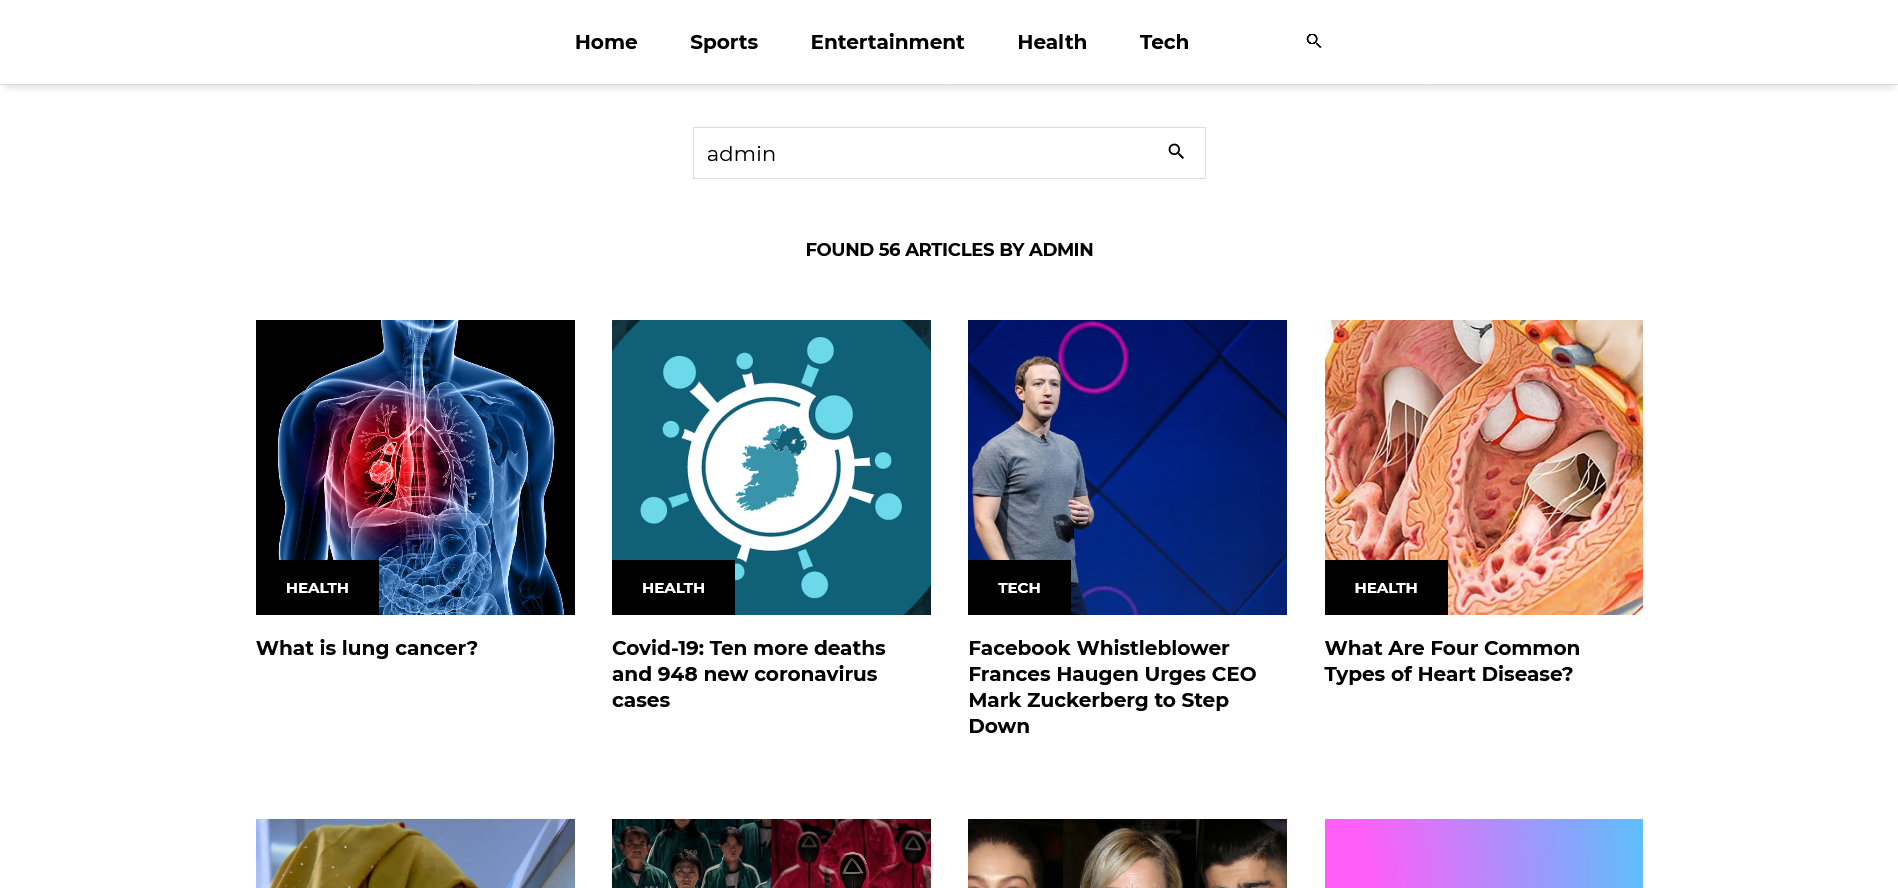 Home Sports Entertainment Health Tech
admin
FOUND 56 ARTICLES BY ADMIN
HEALTH
What is lung cancer?
HEALTH
Covid-19: Ten more deaths
and 948 new coronavirus
cases
TECH
Facebook Whistleblower
Frances Haugen Urges CEO
Mark Zuckerberg to Step
Down
HEALTH
What Are Four Common
Types of Heart Disease?